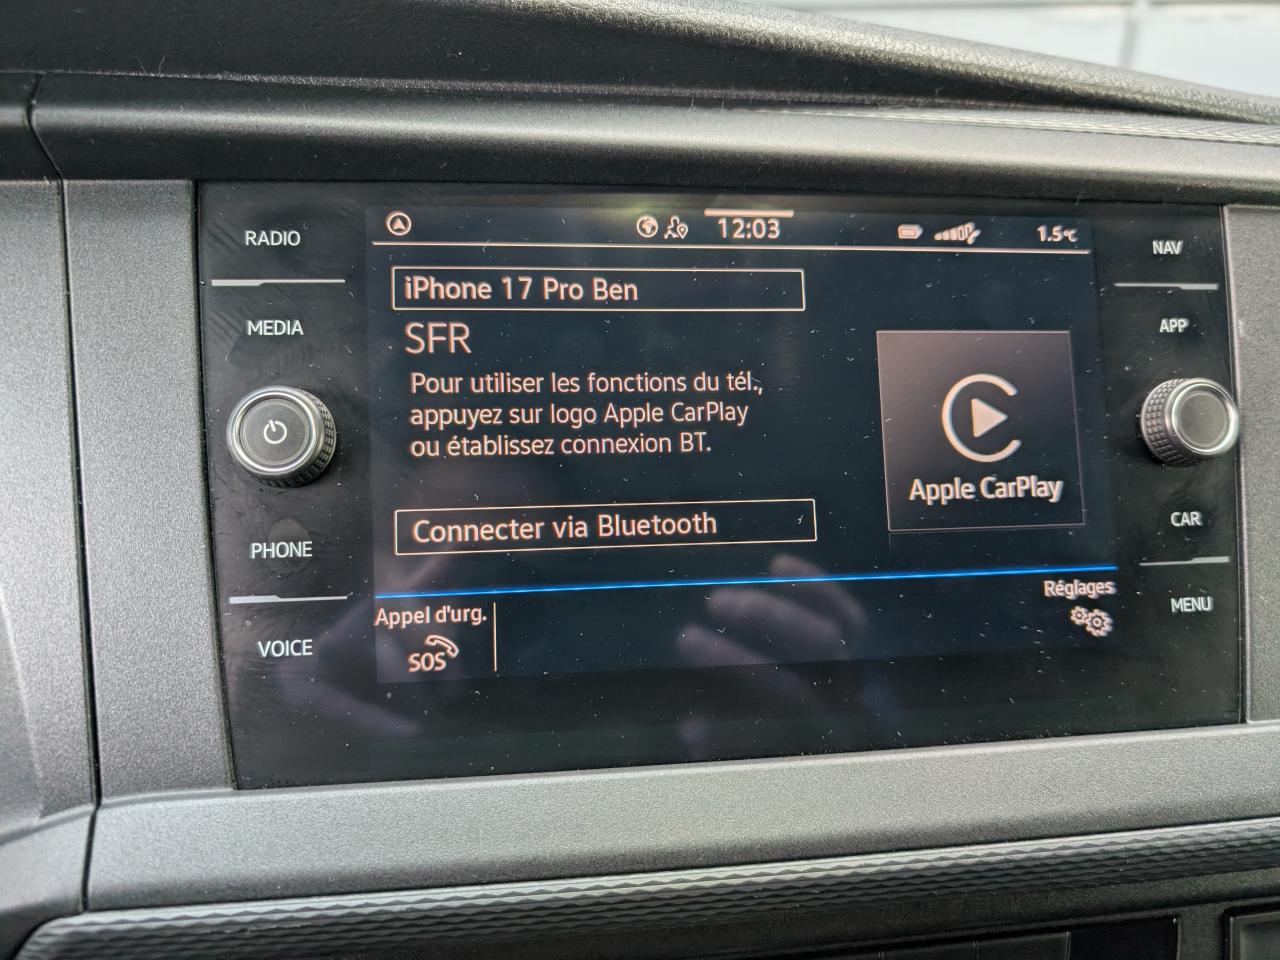 RADIO
MEDIA
PHONE
VOICE
12:03
1.5°C
iPhone 17 Pro Ben
SFR
Pour utiliser les fonctions du tél.,
appuyez sur logo Apple CarPlay
ou établissez connexion BT.
Connecter via Bluetooth
Apple CarPlay
Appel d'urg.
SOS
Réglages
NAV
APP
CAR
MENU